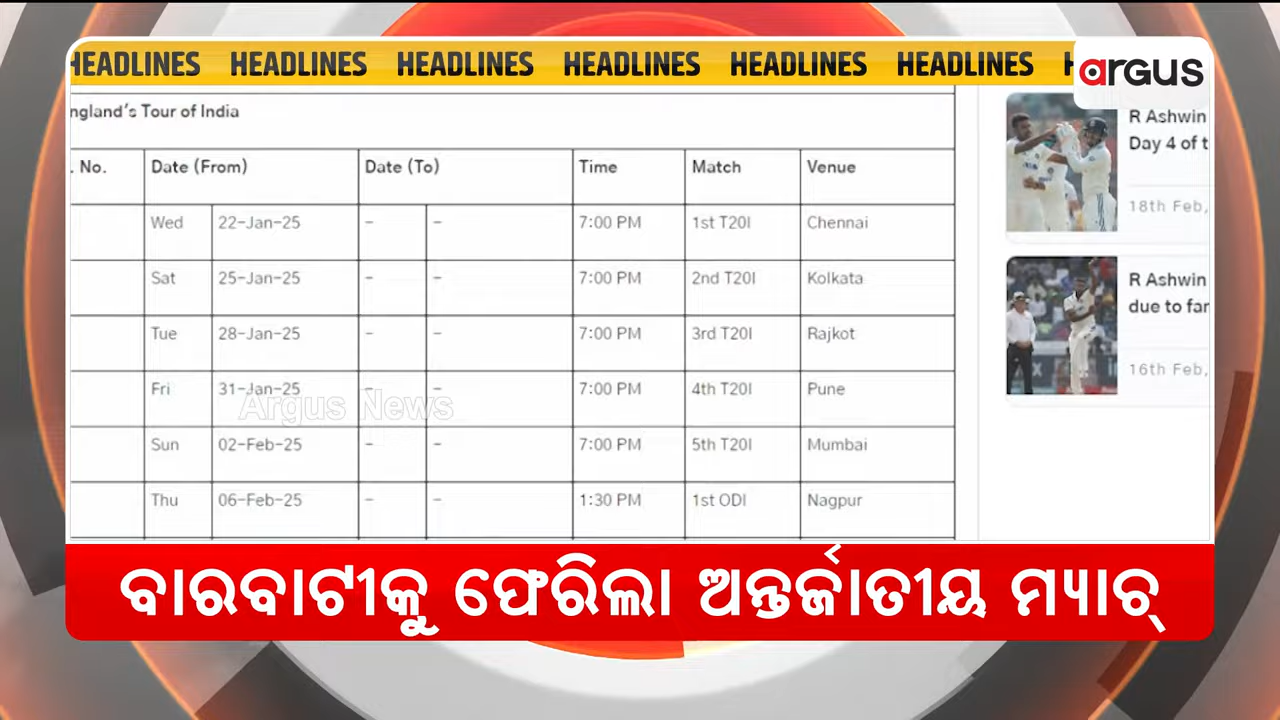 HEADLINES HEADLINES HEADLINES HEADLINES HEADLINES HEADLINES
argus
ngland's Tour of India
. No. Date (From) Date (To) Time Match Venue
Wed 22-Jan-25 - - 7:00 PM 1st T20I Chennai
Sat 25-Jan-25 - - 7:00 PM 2nd T20I Kolkata
Tue 28-Jan-25 - - 7:00 PM 3rd T20I Rajkot
Fri 31-Jan-25 - - 7:00 PM 4th T20I Pune
Sun 02-Feb-25 - - 7:00 PM 5th T20I Mumbai
Thu 06-Feb-25 - - 1:30 PM 1st ODI Nagpur
Argus News
R Ashwin
Day 4 of t
18th Feb,
R Ashwin
due to far
16th Feb,
ବାରବାଟୀକୁ ଫେରିଲା ଅନ୍ତର୍ଜାତୀୟ ମ୍ୟାଚ୍